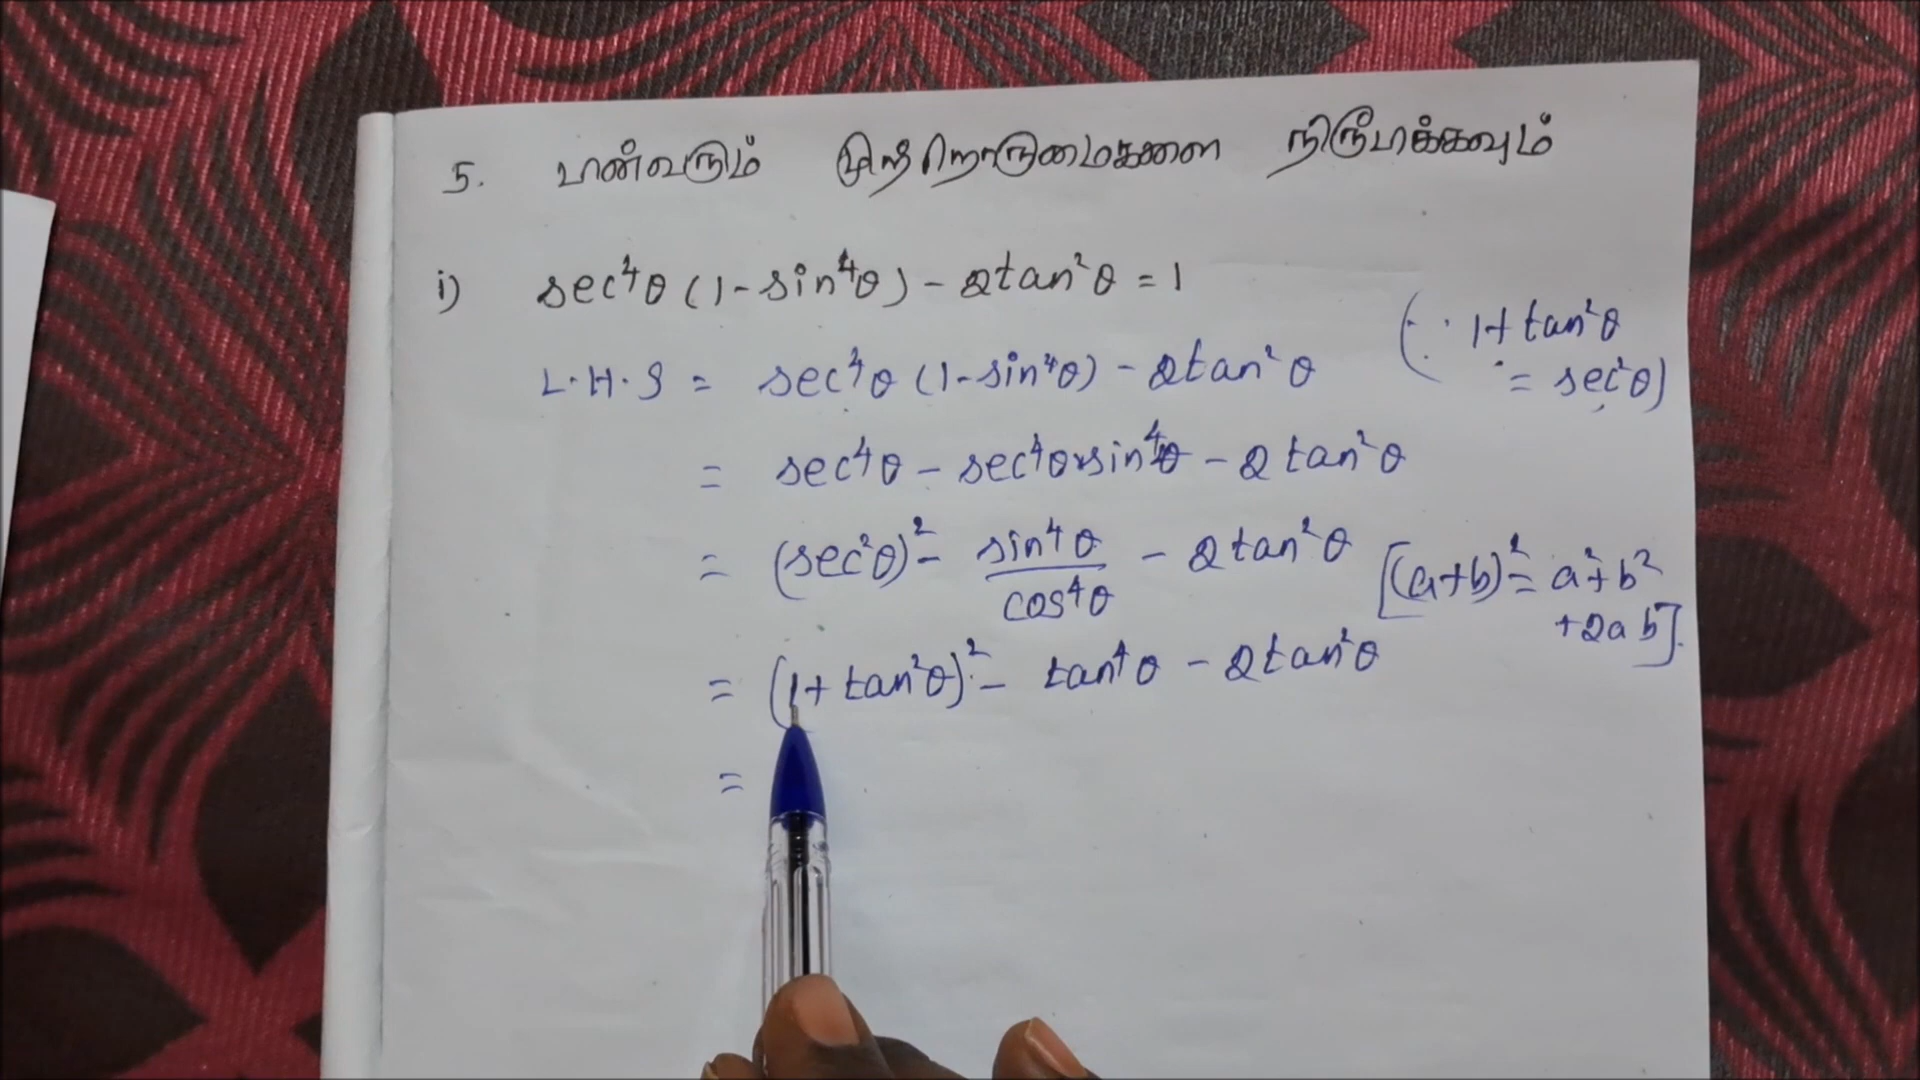 5. பின்வரும் முற்றொருமைகளை நிரூபிக்கவும்
i) sec⁴θ (1-sin⁴θ) - 2tan²θ = 1
L.H.S = sec⁴θ (1-sin⁴θ) - 2tan²θ
(∵ 1+tan²θ
= sec²θ)
= sec⁴θ - sec⁴θ×sin⁴θ - 2tan²θ
= (sec²θ)² - sin⁴θ/cos⁴θ - 2tan²θ
[(a+b)² = a²+b²
+2ab].
= (1+tan²θ)² - tan⁴θ - 2tan²θ
=